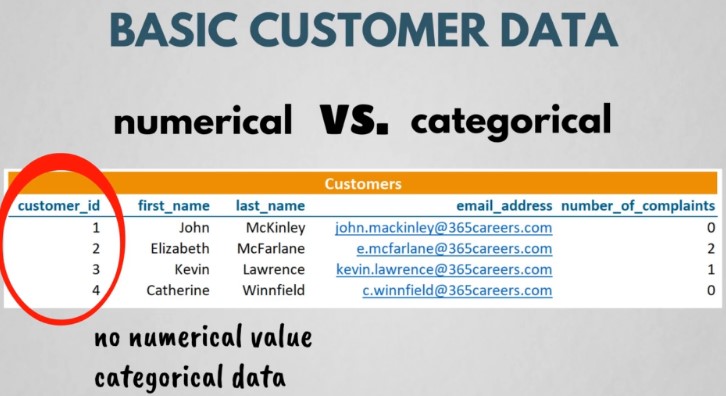 BASIC CUSTOMER DATA
numerical VS. categorical
Customers
customer_id first_name last_name email_address number_of_complaints
1 John McKinley john.mackinley@365careers.com 0
2 Elizabeth McFarlane e.mcfarlane@365careers.com 2
3 Kevin Lawrence kevin.lawrence@365careers.com 1
4 Catherine Winnfield c.winnfield@365careers.com 0
no numerical value
categorical data